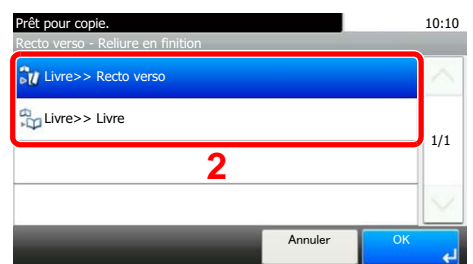 Prêt pour copie. 10:10
Recto verso - Reliure en finition
Livre>> Recto verso
Livre>> Livre
1/1
2
Annuler OK